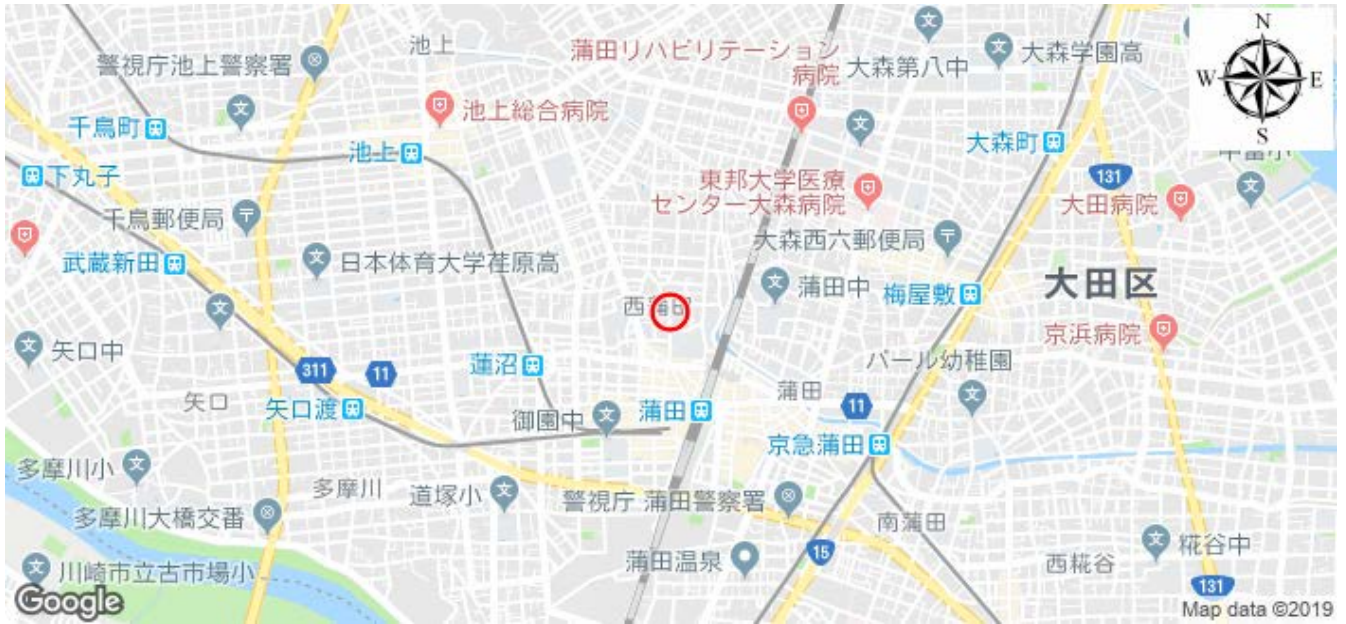 池上
警視庁池上警察署
蒲田リハビリテーション
病院
大森第八中
大森学園高
N
W
E
S
千鳥町
池上総合病院
池上
大森町
下丸子
東邦大学医療
センター大森病院
131
大田病院
千鳥郵便局
大森西六郵便局
武蔵新田
日本体育大学荏原高
蒲田中
梅屋敷
大田区
京浜病院
矢口中
311
11
蓮沼
パール幼稚園
矢口
矢口渡
御園中
蒲田
蒲田
11
京急蒲田
多摩川小
多摩川
道塚小
警視庁 蒲田警察署
多摩川大橋交番
南蒲田
川崎市立古市場小
蒲田温泉
15
西糀谷
糀谷中
131
Google
Map data ©2019